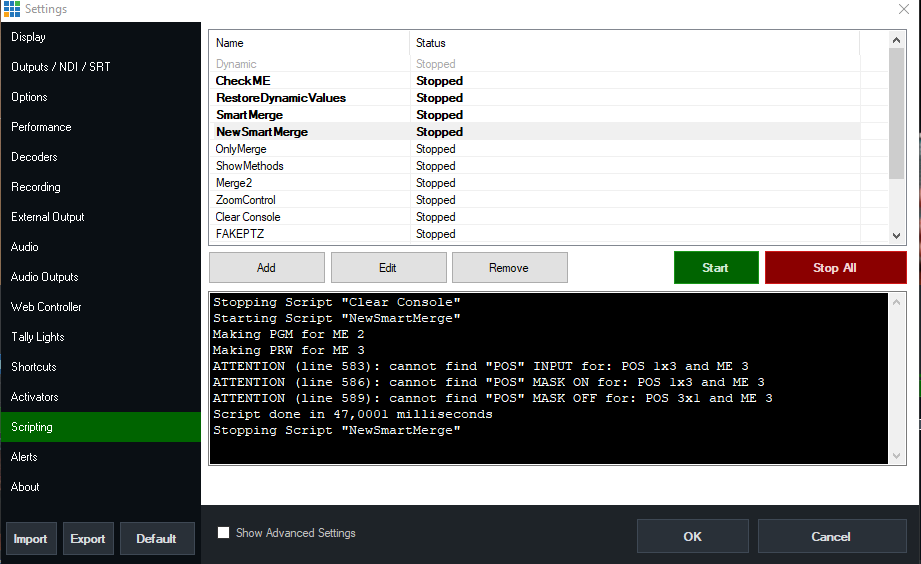 Settings
Display
Outputs / NDI / SRT
Options
Performance
Decoders
Recording
External Output
Audio
Audio Outputs
Web Controller
Tally Lights
Shortcuts
Activators
Scripting
Alerts
About
Import Export Default
Name Status
Dynamic Stopped
CheckME Stopped
RestoreDynamicValues Stopped
SmartMerge Stopped
NewSmartMerge Stopped
OnlyMerge Stopped
ShowMethods Stopped
Merge2 Stopped
ZoomControl Stopped
Clear Console Stopped
FAKEPTZ Stopped
Add Edit Remove Start Stop All
Stopping Script "Clear Console"
Starting Script "NewSmartMerge"
Making PGM for ME 2
Making PRW for ME 3
ATTENTION (line 583): cannot find "POS" INPUT for: POS 1x3 and ME 3
ATTENTION (line 586): cannot find "POS" MASK ON for: POS 1x3 and ME 3
ATTENTION (line 589): cannot find "POS" MASK OFF for: POS 3x1 and ME 3
Script done in 47,0001 milliseconds
Stopping Script "NewSmartMerge"
Show Advanced Settings
OK Cancel